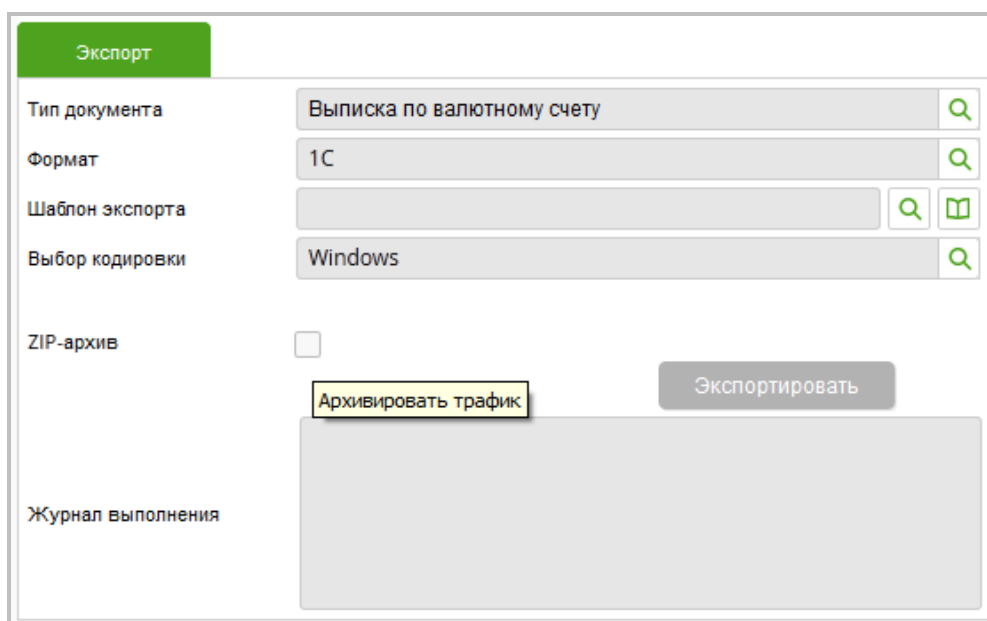 Экспорт
Тип документа Выписка по валютному счету
Формат 1С
Шаблон экспорта
Выбор кодировки Windows
ZIP-архив
Архивировать трафик Экспортировать
Журнал выполнения